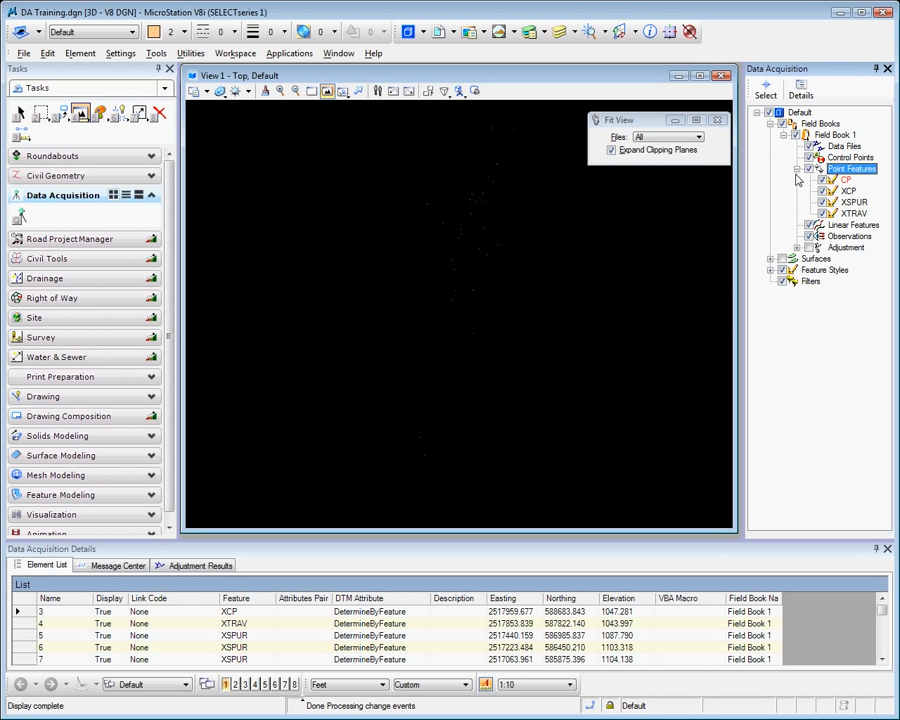 DA Training.dgn [3D - V8 DGN] - MicroStation V8i (SELECTseries 1)
Default 2 0 0 0 0
File Edit Element Settings Tools Utilities Workspace Applications Window Help
Tasks
Tasks
Roundabouts
Civil Geometry
Data Acquisition
Road Project Manager
Civil Tools
Drainage
Right of Way
Site
Survey
Water & Sewer
Print Preparation
Drawing
Drawing Composition
Solids Modeling
Surface Modeling
Mesh Modeling
Feature Modeling
Visualization
Animation
View 1 - Top, Default
Fit View
Files: All
Expand Clipping Planes
Data Acquisition
Select Details
Default
Field Books
Field Book 1
Data Files
Control Points
Point Features
CP
XCP
XSPUR
XTRAV
Linear Features
Observations
Adjustment
Surfaces
Feature Styles
Filters
Data Acquisition Details
Element List Message Center Adjustment Results
List
Name Display Link Code Feature Attributes Pair DTM Attribute Description Easting Northing Elevation VBA Macro Field Book Na
3 True None XCP DetermineByFeature 2517959.677 588683.843 1047.281 Field Book 1
4 True None XTRAV DetermineByFeature 2517853.839 587822.140 1043.997 Field Book 1
5 True None XSPUR DetermineByFeature 2517440.159 586985.837 1087.790 Field Book 1
6 True None XSPUR DetermineByFeature 2517223.484 586450.210 1103.318 Field Book 1
7 True None XSPUR DetermineByFeature 2517063.961 585875.396 1104.138 Field Book 1
Default 1 2 3 4 5 6 7 8 Feet Custom 1:10
Display complete Done Processing change events Default